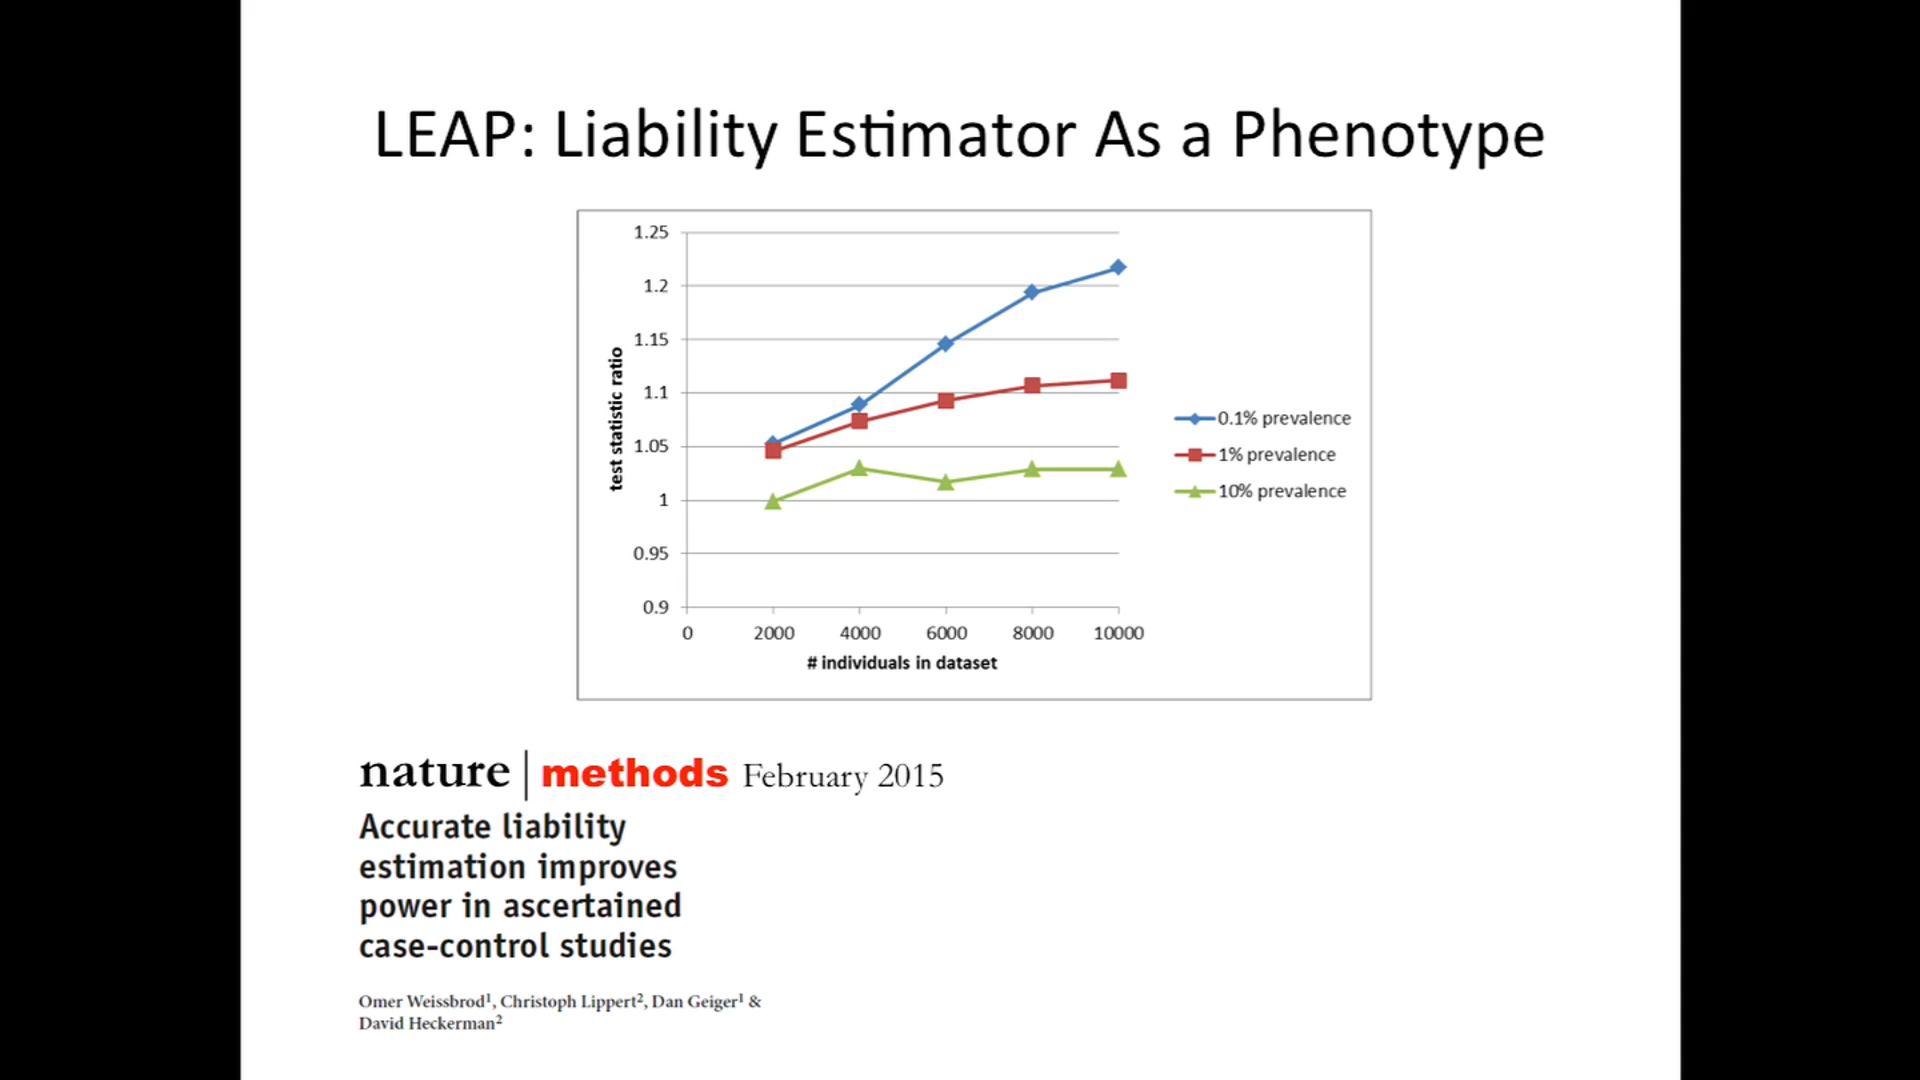 LEAP: Liability Estimator As a Phenotype
1.25
1.2
1.15
1.1
1.05
1
0.95
0.9
test statistic ratio
0 2000 4000 6000 8000 10000
# individuals in dataset
0.1% prevalence
1% prevalence
10% prevalence
nature | methods February 2015
Accurate liability
estimation improves
power in ascertained
case-control studies
Omer Weissbrod¹, Christoph Lippert², Dan Geiger¹ &
David Heckerman²